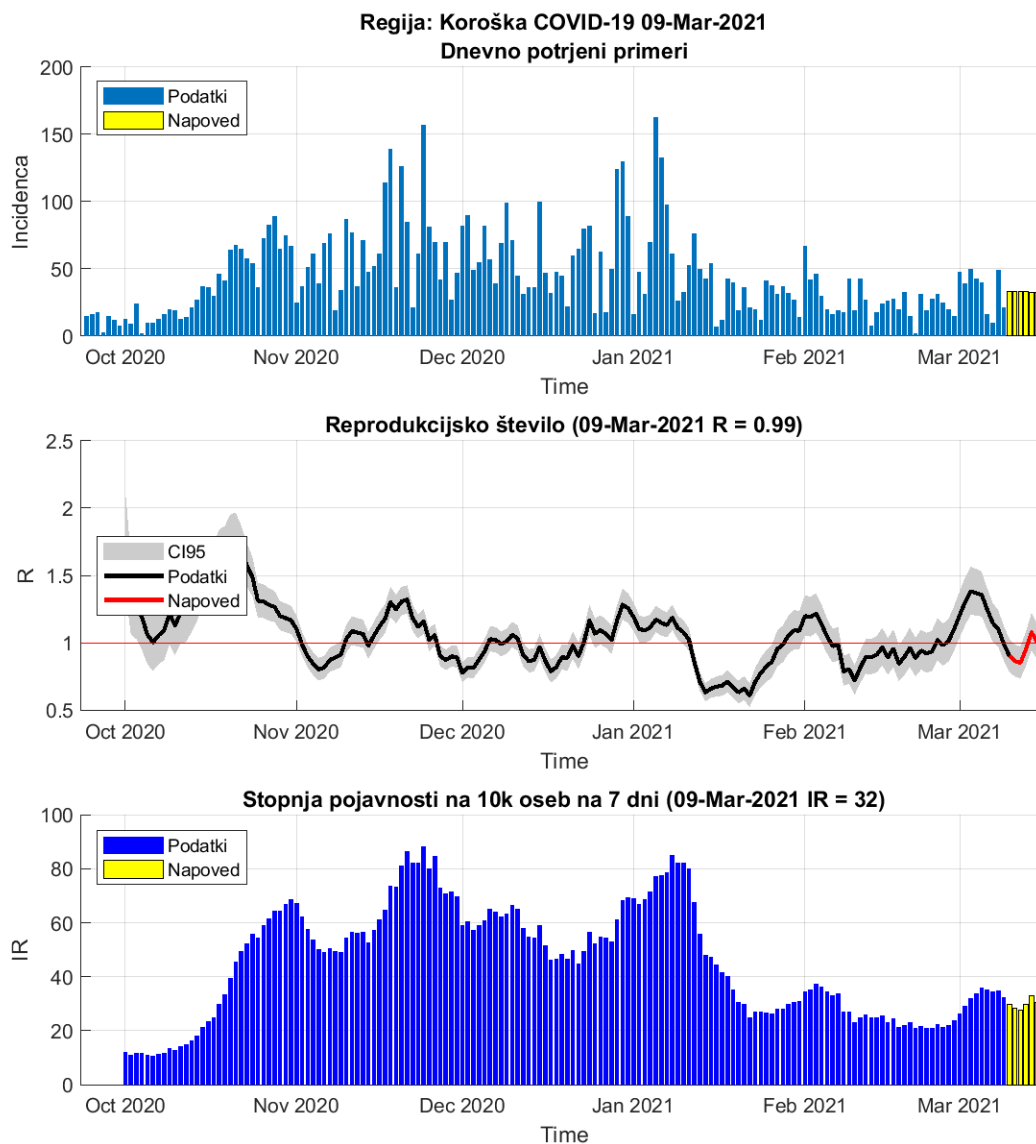 Regija: Koroška COVID-19 09-Mar-2021
Dnevno potrjeni primeri
200
150
100
50
0
Incidenca
Podatki
Napoved
Oct 2020 Nov 2020 Dec 2020 Jan 2021 Feb 2021 Mar 2021
Time
Reprodukcijsko število (09-Mar-2021 R = 0.99)
2.5
2
1.5
1
0.5
R
CI95
Podatki
Napoved
Oct 2020 Nov 2020 Dec 2020 Jan 2021 Feb 2021 Mar 2021
Time
Stopnja pojavnosti na 10k oseb na 7 dni (09-Mar-2021 IR = 32)
100
80
60
40
20
0
IR
Podatki
Napoved
Oct 2020 Nov 2020 Dec 2020 Jan 2021 Feb 2021 Mar 2021
Time